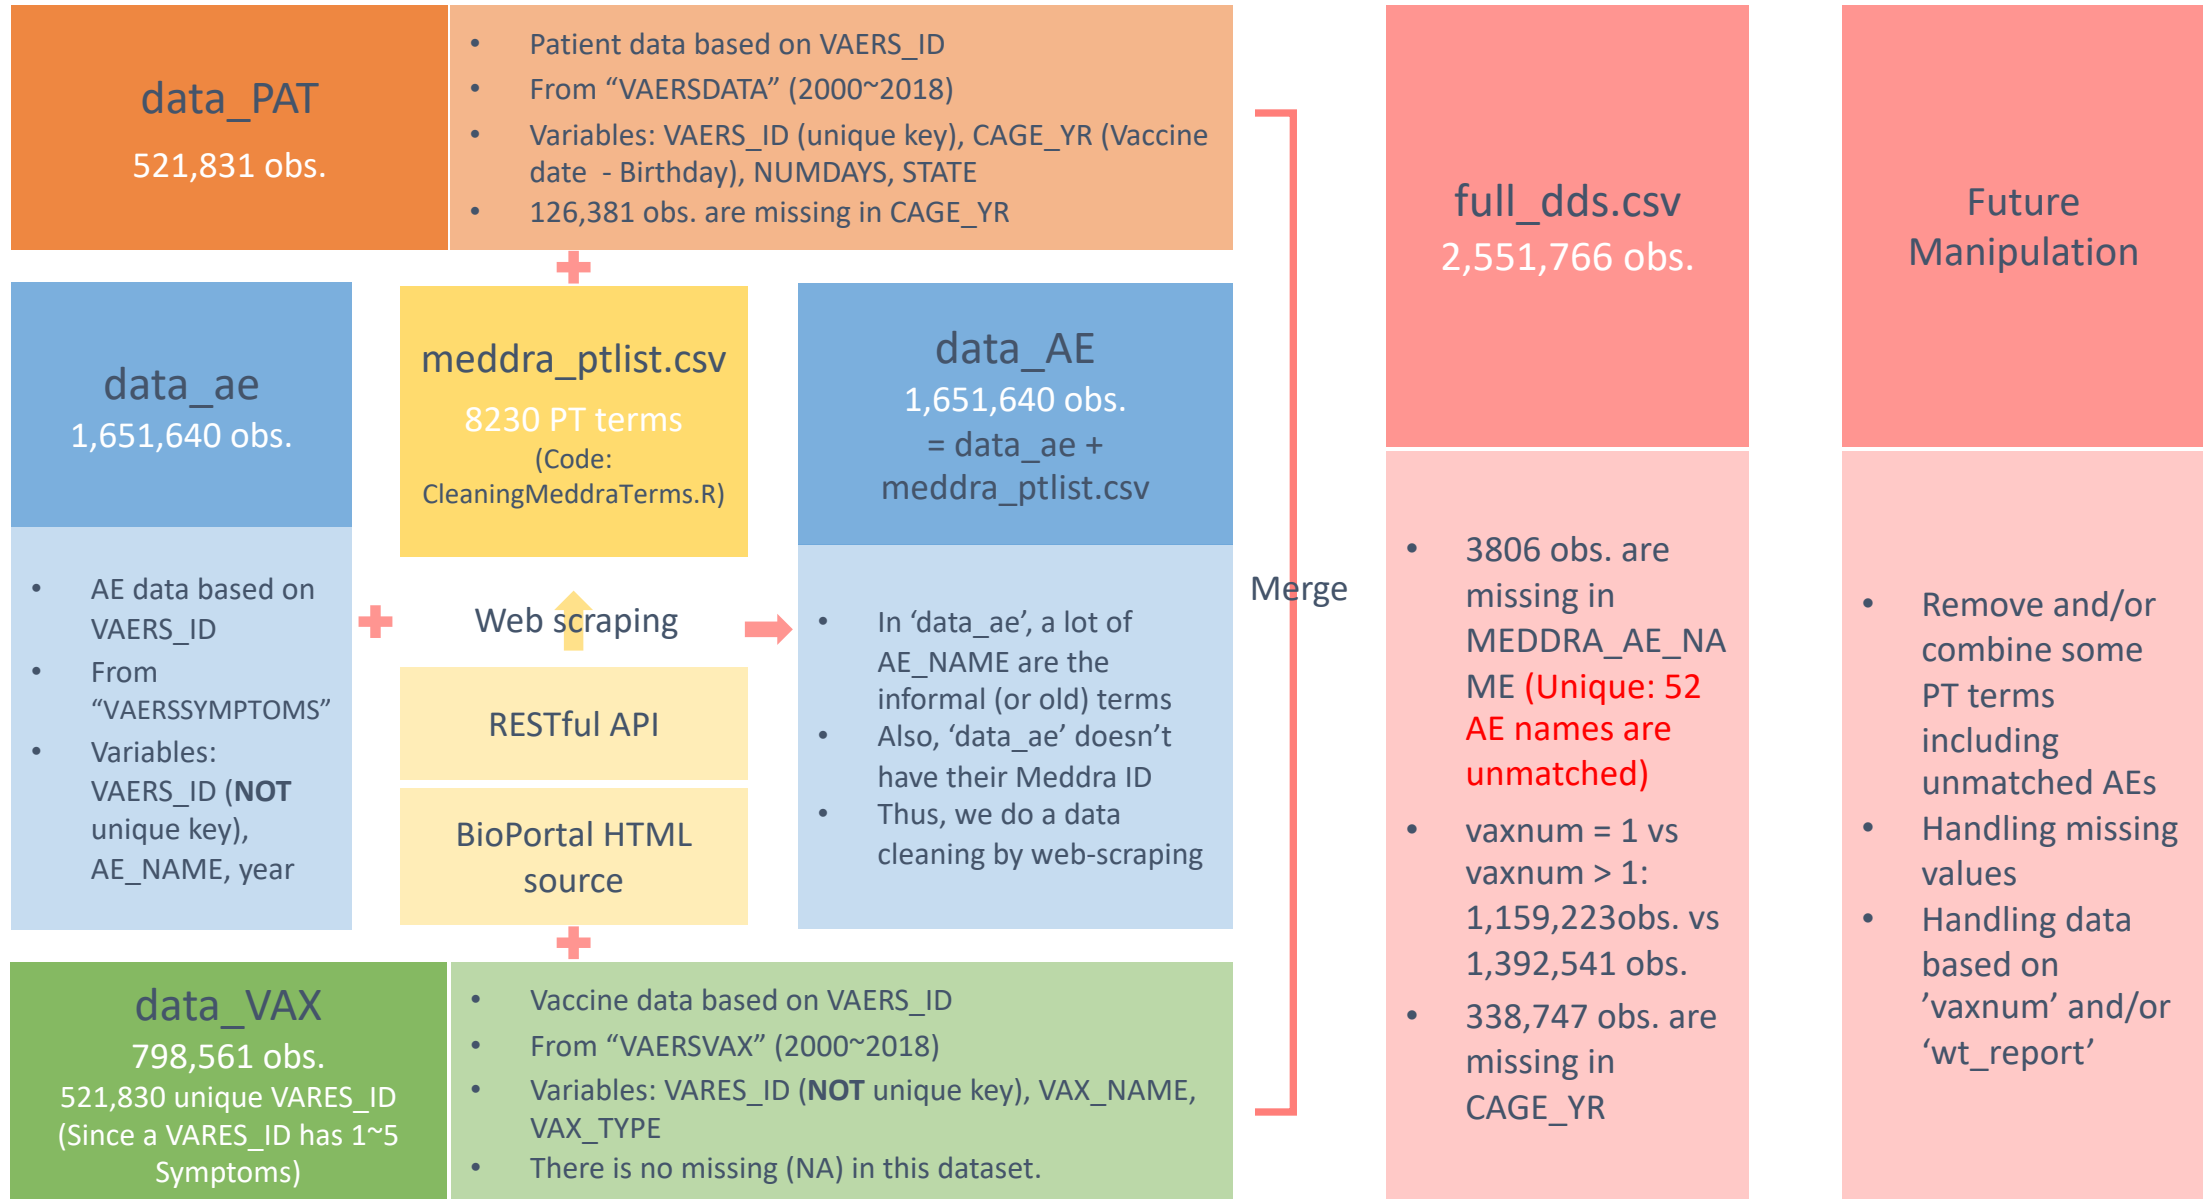 data_PAT
521,831 obs.
• Patient data based on VAERS_ID
• From “VAERSDATA” (2000~2018)
• Variables: VAERS_ID (unique key), CAGE_YR (Vaccine
date - Birthday), NUMDAYS, STATE
• 126,381 obs. are missing in CAGE_YR
data_ae
1,651,640 obs.
• AE data based on
VAERS_ID
• From
“VAERSSYMPTOMS”
• Variables:
VAERS_ID (NOT
unique key),
AE_NAME, year
meddra_ptlist.csv
8230 PT terms
(Code:
CleaningMeddraTerms.R)
Web scraping
RESTful API
BioPortal HTML
source
data_AE
1,651,640 obs.
= data_ae +
meddra_ptlist.csv
• In ‘data_ae’, a lot of
AE_NAME are the
informal (or old) terms
• Also, ‘data_ae’ doesn’t
have their Meddra ID
• Thus, we do a data
cleaning by web-scraping
data_VAX
798,561 obs.
521,830 unique VARES_ID
(Since a VARES_ID has 1~5
Symptoms)
• Vaccine data based on VAERS_ID
• From “VAERSVAX” (2000~2018)
• Variables: VARES_ID (NOT unique key), VAX_NAME,
VAX_TYPE
• There is no missing (NA) in this dataset.
Merge
full_dds.csv
2,551,766 obs.
• 3806 obs. are
missing in
MEDDRA_AE_NA
ME (Unique: 52
AE names are
unmatched)
• vaxnum = 1 vs
vaxnum > 1:
1,159,223obs. vs
1,392,541 obs.
• 338,747 obs. are
missing in
CAGE_YR
Future
Manipulation
• Remove and/or
combine some
PT terms
including
unmatched AEs
• Handling missing
values
• Handling data
based on
’vaxnum’ and/or
‘wt_report’